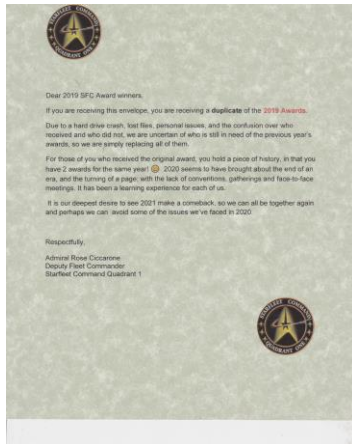 STARFLEET COMMAND
QUADRANT ONE
Dear 2019 SFC Award winners,
If you are receiving this envelope, you are receiving a duplicate of the 2019 Awards.
Due to a hard drive crash, lost files, personal issues, and the confusion over who
received and who did not, we are uncertain of who is still in need of the previous year's
awards, so we are simply replacing all of them.
For those of you who received the original award, you hold a piece of history, in that you
have 2 awards for the same year! 2020 seems to have brought about the end of an
era, and the turning of a page; with the lack of conventions, gatherings and face-to-face
meetings. It has been a learning experience for each of us.
It is our deepest desire to see 2021 make a comeback, so we can all be together again
and perhaps we can avoid some of the issues we've faced in 2020.
Respectfully,
Admiral Rose Ciccarone
Deputy Fleet Commander
Starfleet Command Quadrant 1
STARFLEET COMMAND
QUADRANT ONE